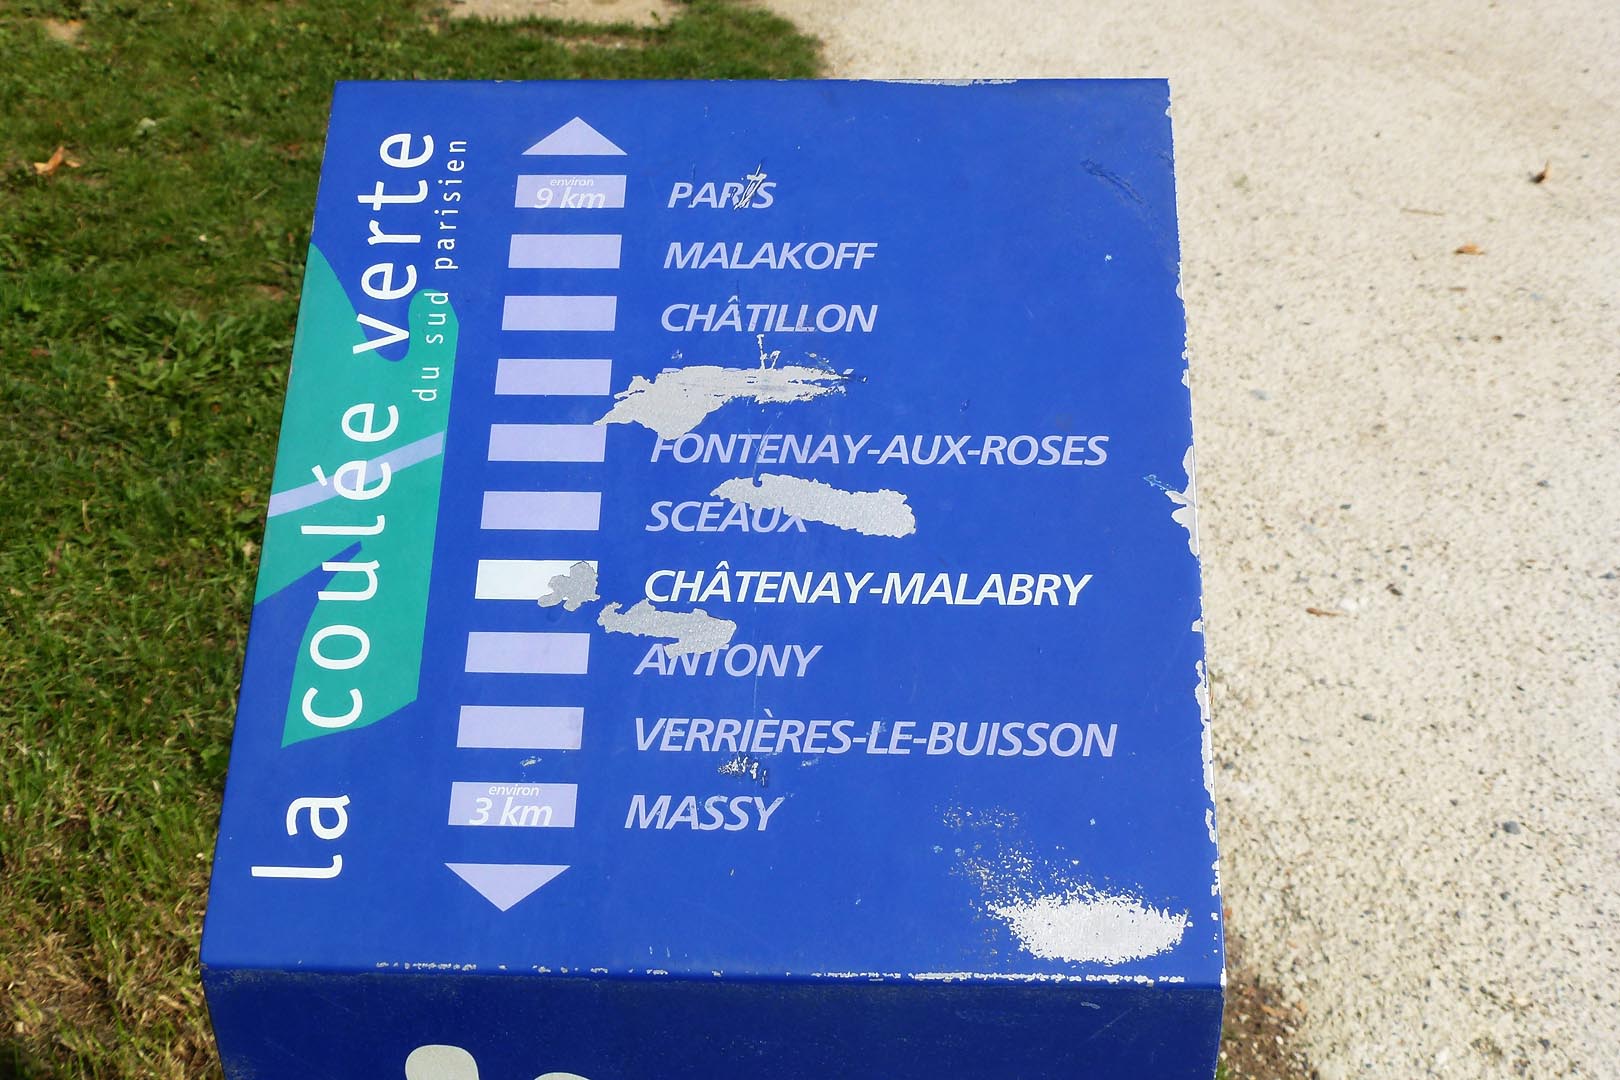 la coulée verte
du sud parisien
environ
9 km
PARIS
MALAKOFF
CHÂTILLON
FONTENAY-AUX-ROSES
SCEAUX
CHÂTENAY-MALABRY
ANTONY
VERRIÈRES-LE-BUISSON
environ
3 km
MASSY